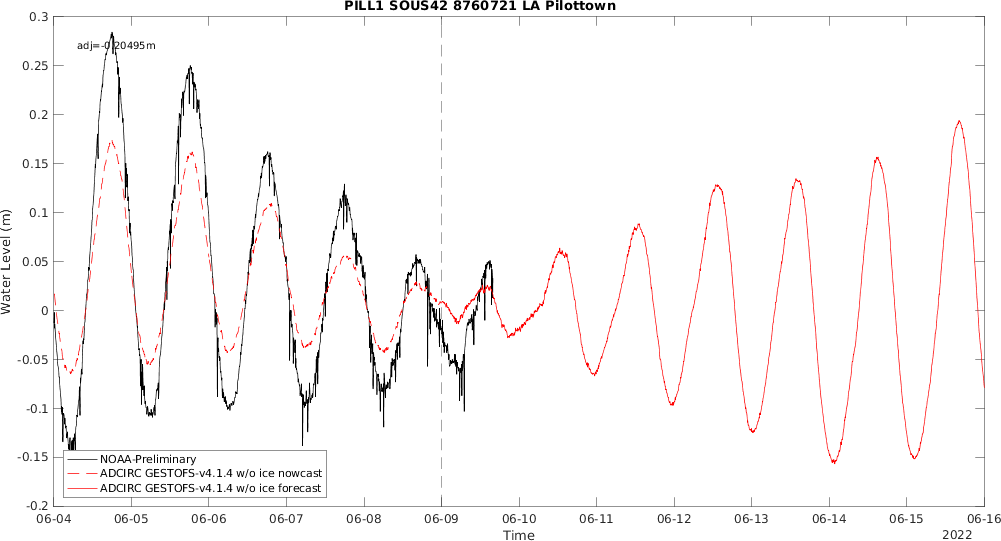 PILL1 SOUS42 8760721 LA Pilottown
adj=-0.20495m
0.3
0.25
0.2
0.15
0.1
0.05
0
-0.05
-0.1
-0.15
-0.2
Water Level (m)
NOAA-Preliminary
ADCIRC GESTOFS-v4.1.4 w/o ice nowcast
ADCIRC GESTOFS-v4.1.4 w/o ice forecast
06-04 06-05 06-06 06-07 06-08 06-09 06-10 06-11 06-12 06-13 06-14 06-15 06-16
Time
2022